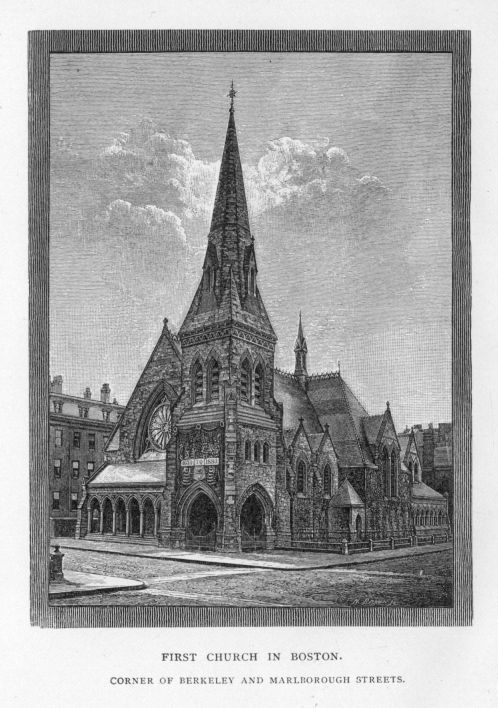 FIRST CHURCH IN BOSTON.
CORNER OF BERKELEY AND MARLBOROUGH STREETS.